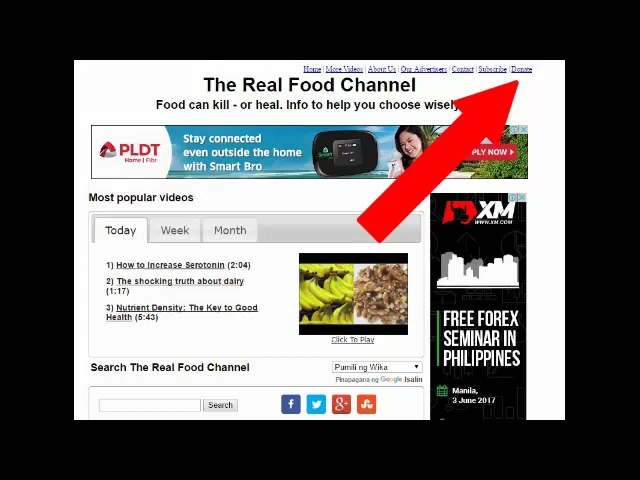 Home | More Videos | About Us | Our Advertisers | Contact | Subscribe | Donate
The Real Food Channel
Food can kill - or heal. Info to help you choose wisely
PLDT
Home | Fibr
Stay connected
even outside the home
with Smart Bro
PLY NOW
Most popular videos
Today
Week
Month
1) How to Increase Serotonin (2:04)
2) The shocking truth about dairy
(1:17)
3) Nutrient Density: The Key to Good
Health (5:43)
Click To Play
XM
WWW.XM.COM
FREE FOREX
SEMINAR IN
PHILIPPINES
Manila,
3 June 2017
Search The Real Food Channel
Pumili ng Wika
Pinapagana ng Google Isalin
Search